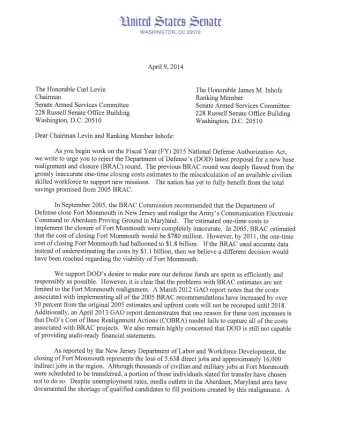 United States Senate
WASHINGTON, DC 20510
April 9, 2014
The Honorable Carl Levin
Chairman
Senate Armed Services Committee
228 Russell Senate Office Building
Washington, D.C. 20510
The Honorable James M. Inhofe
Ranking Member
Senate Armed Services Committee
228 Russell Senate Office Building
Washington, D.C. 20510
Dear Chairman Levin and Ranking Member Inhofe:
As you begin work on the Fiscal Year (FY) 2015 National Defense Authorization Act,
we write to urge you to reject the Department of Defense's (DOD) latest proposal for a new base
realignment and closure (BRAC) round. The previous BRAC round was deeply flawed from the
grossly inaccurate one-time closing costs estimates to the miscalculation of an available civilian
skilled workforce to support new missions. The nation has yet to fully benefit from the total
savings promised from 2005 BRAC.
In September 2005, the BRAC Commission recommended that the Department of
Defense close Fort Monmouth in New Jersey and realign the Army's Communication Electronic
Command to Aberdeen Proving Ground in Maryland. The estimated one-time costs to
implement the closure of Fort Monmouth were completely inaccurate. In 2005, BRAC estimated
that the cost of closing Fort Monmouth would be $780 million. However, by 2011, the one-time
cost of closing Fort Monmouth had ballooned to $1.8 billion. If the BRAC used accurate data
instead of underestimating the costs by $1.1 billion, then we believe a different decision would
have been reached regarding the viability of Fort Monmouth.
We support DOD's desire to make sure our defense funds are spent as efficiently and
responsibly as possible. However, it is clear that the problems with BRAC estimates are not
limited to the Fort Monmouth realignment. A March 2012 GAO report notes that the costs
associated with implementing all of the 2005 BRAC recommendations have increased by over
50 percent from the original 2005 estimates and upfront costs will not be recouped until 2018.
Additionally, an April 2013 GAO report demonstrates that one reason for these cost increases is
that DoD's Cost of Base Realignment Actions (COBRA) model fails to capture all of the costs
associated with BRAC projects. We also remain highly concerned that DOD is still not capable
of providing audit-ready financial statements.
As reported by the New Jersey Department of Labor and Workforce Development, the
closing of Fort Monmouth represents the loss of 5,638 direct jobs and approximately 16,000
indirect jobs in the region. Although thousands of civilian and military jobs at Fort Monmouth
were scheduled to be transferred, a portion of those individuals slated for transfer have chosen
not to do so. Despite unemployment rates, media outlets in the Aberdeen, Maryland area have
documented the shortage of qualified candidates to fill positions created by this realignment. A